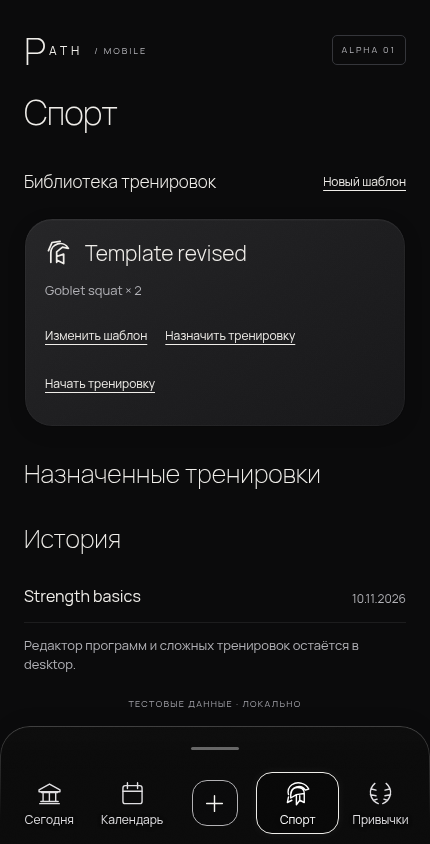 PATH / MOBILE
ALPHA 01
Спорт
Библиотека тренировок
Новый шаблон
Template revised
Goblet squat × 2
Изменить шаблон
Назначить тренировку
Начать тренировку
Назначенные тренировки
История
Strength basics
10.11.2026
Редактор программ и сложных тренировок остаётся в
desktop.
ТЕСТОВЫЕ ДАННЫЕ · ЛОКАЛЬНО
Сегодня
Календарь
Спорт
Привычки